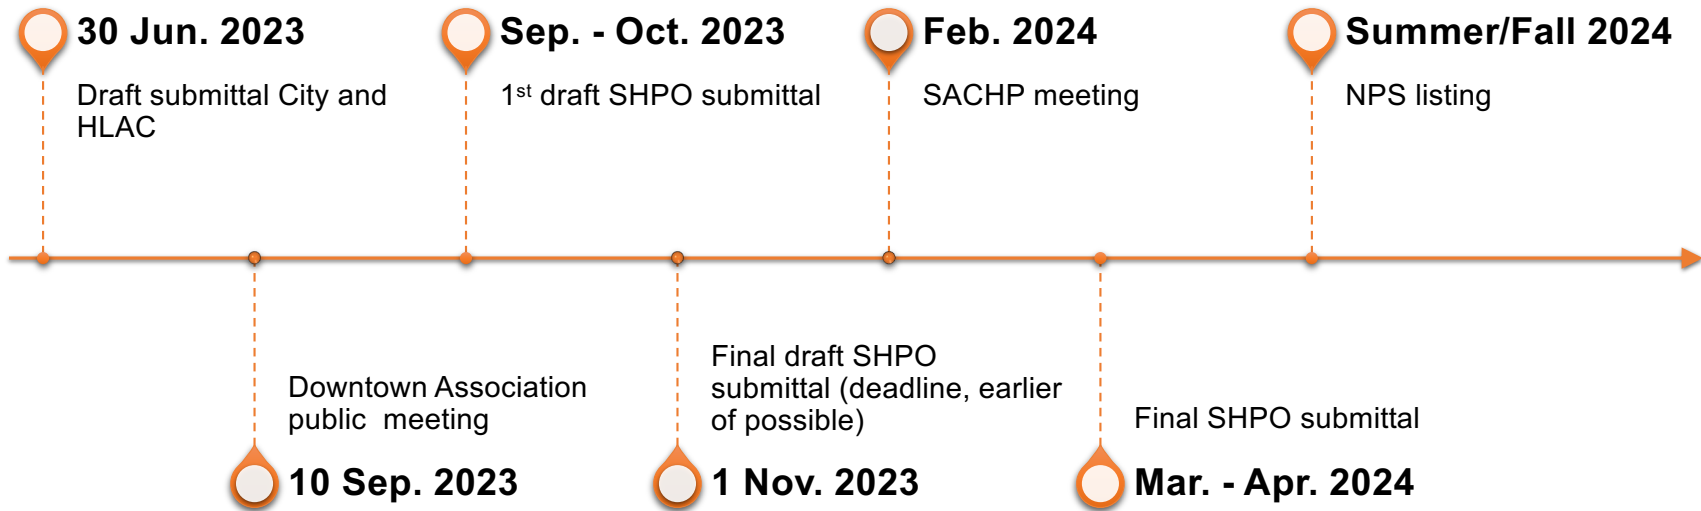 30 Jun. 2023
Draft submittal City and
HLAC
Sep. - Oct. 2023
1st draft SHPO submittal
Feb. 2024
SACHP meeting
Summer/Fall 2024
NPS listing
Downtown Association
public  meeting
10 Sep. 2023
Final draft SHPO
submittal (deadline, earlier
of possible)
1 Nov. 2023
Final SHPO submittal
Mar. - Apr. 2024